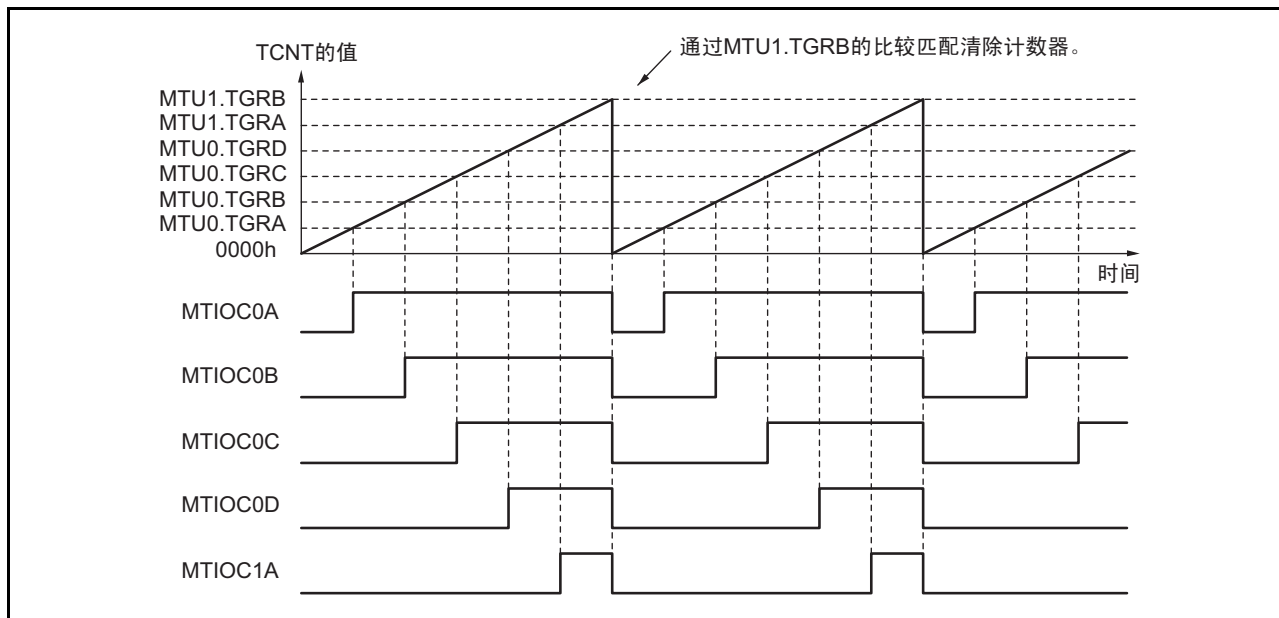 通过MTU1.TGRB的比较匹配清除计数器。
TCNT的值
MTU1.TGRB
MTU1.TGRA
MTU0.TGRD
MTU0.TGRC
MTU0.TGRB
MTU0.TGRA
0000h
时间
MTIOC0A
MTIOC0B
MTIOC0C
MTIOC0D
MTIOC1A